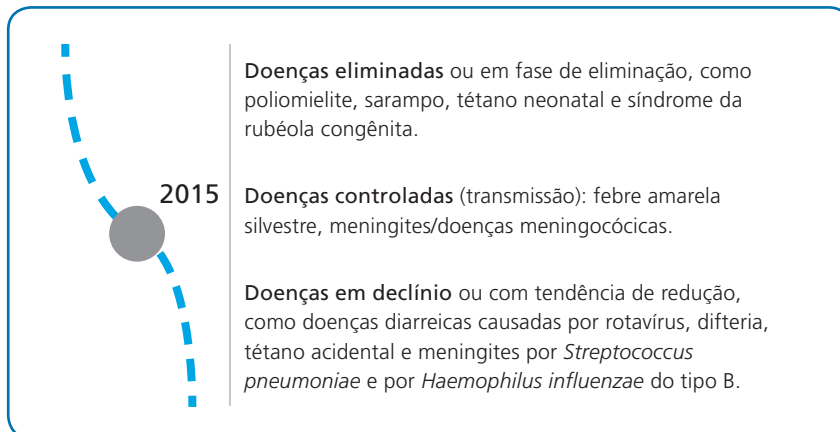 Doenças eliminadas ou em fase de eliminação, como
poliomielite, sarampo, tétano neonatal e síndrome da
rubéola congênita.
2015
Doenças controladas (transmissão): febre amarela
silvestre, meningites/doenças meningocócicas.
Doenças em declínio ou com tendência de redução,
como doenças diarreicas causadas por rotavírus, difteria,
tétano acidental e meningites por Streptococcus
pneumoniae e por Haemophilus influenzae do tipo B.